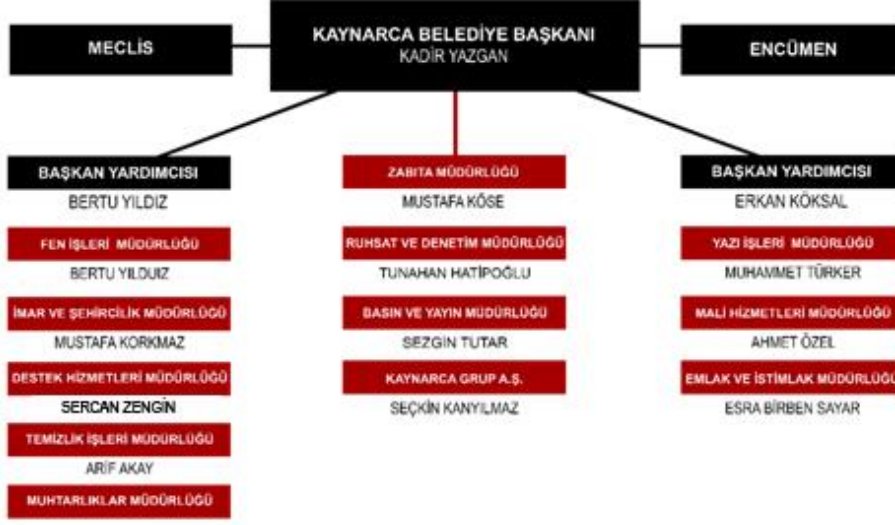 KAYNARCA BELEDİYE BAŞKANI
KADİR YAZGAN
MECLİS
ENCÜMEN
BAŞKAN YARDIMCISI
BERTU YILDIZ
FEN İŞLERİ MÜDÜRLÜĞÜ
BERTU YILDUIZ
İMAR VE ŞEHİRCİLİK MÜDÜRLÜĞÜ
MUSTAFA KORKMAZ
DESTEK HİZMETLERİ MÜDÜRLÜĞÜ
SERCAN ZENGİN
TEMİZLİK İŞLERİ MÜDÜRLÜĞÜ
ARİF AKAY
MUHTARLIKLAR MÜDÜRLÜĞÜ
ZABITA MÜDÜRLÜĞÜ
MUSTAFA KÖSE
RUHSAT VE DENETİM MÜDÜRLÜĞÜ
TUNAHAN HATİPOĞLU
BASIN VE YAYIN MÜDÜRLÜĞÜ
SEZGİN TUTAR
KAYNARCA GRUP A.Ş.
SEÇKİN KANYILMAZ
BAŞKAN YARDIMCISI
ERKAN KÖKSAL
YAZI İŞLERİ MÜDÜRLÜĞÜ
MUHAMMET TÜRKER
MALİ HİZMETLERİ MÜDÜRLÜĞÜ
AHMET ÖZEL
EMLAK VE İSTİMLAK MÜDÜRLÜĞÜ
ESRA BİRBEN SAYAR